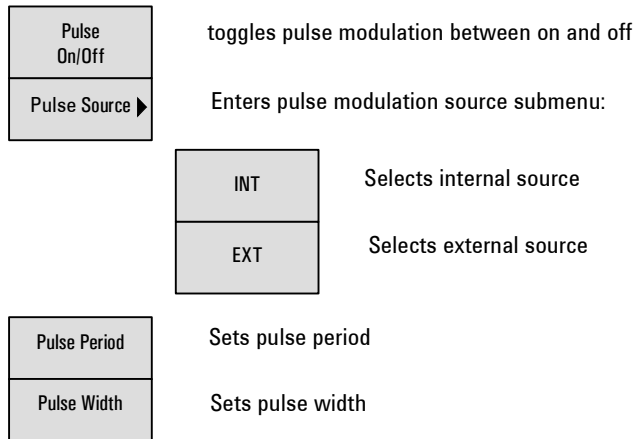 Pulse
On/Off
toggles pulse modulation between on and off
Pulse Source
Enters pulse modulation source submenu:
INT
Selects internal source
EXT
Selects external source
Pulse Period
Sets pulse period
Pulse Width
Sets pulse width